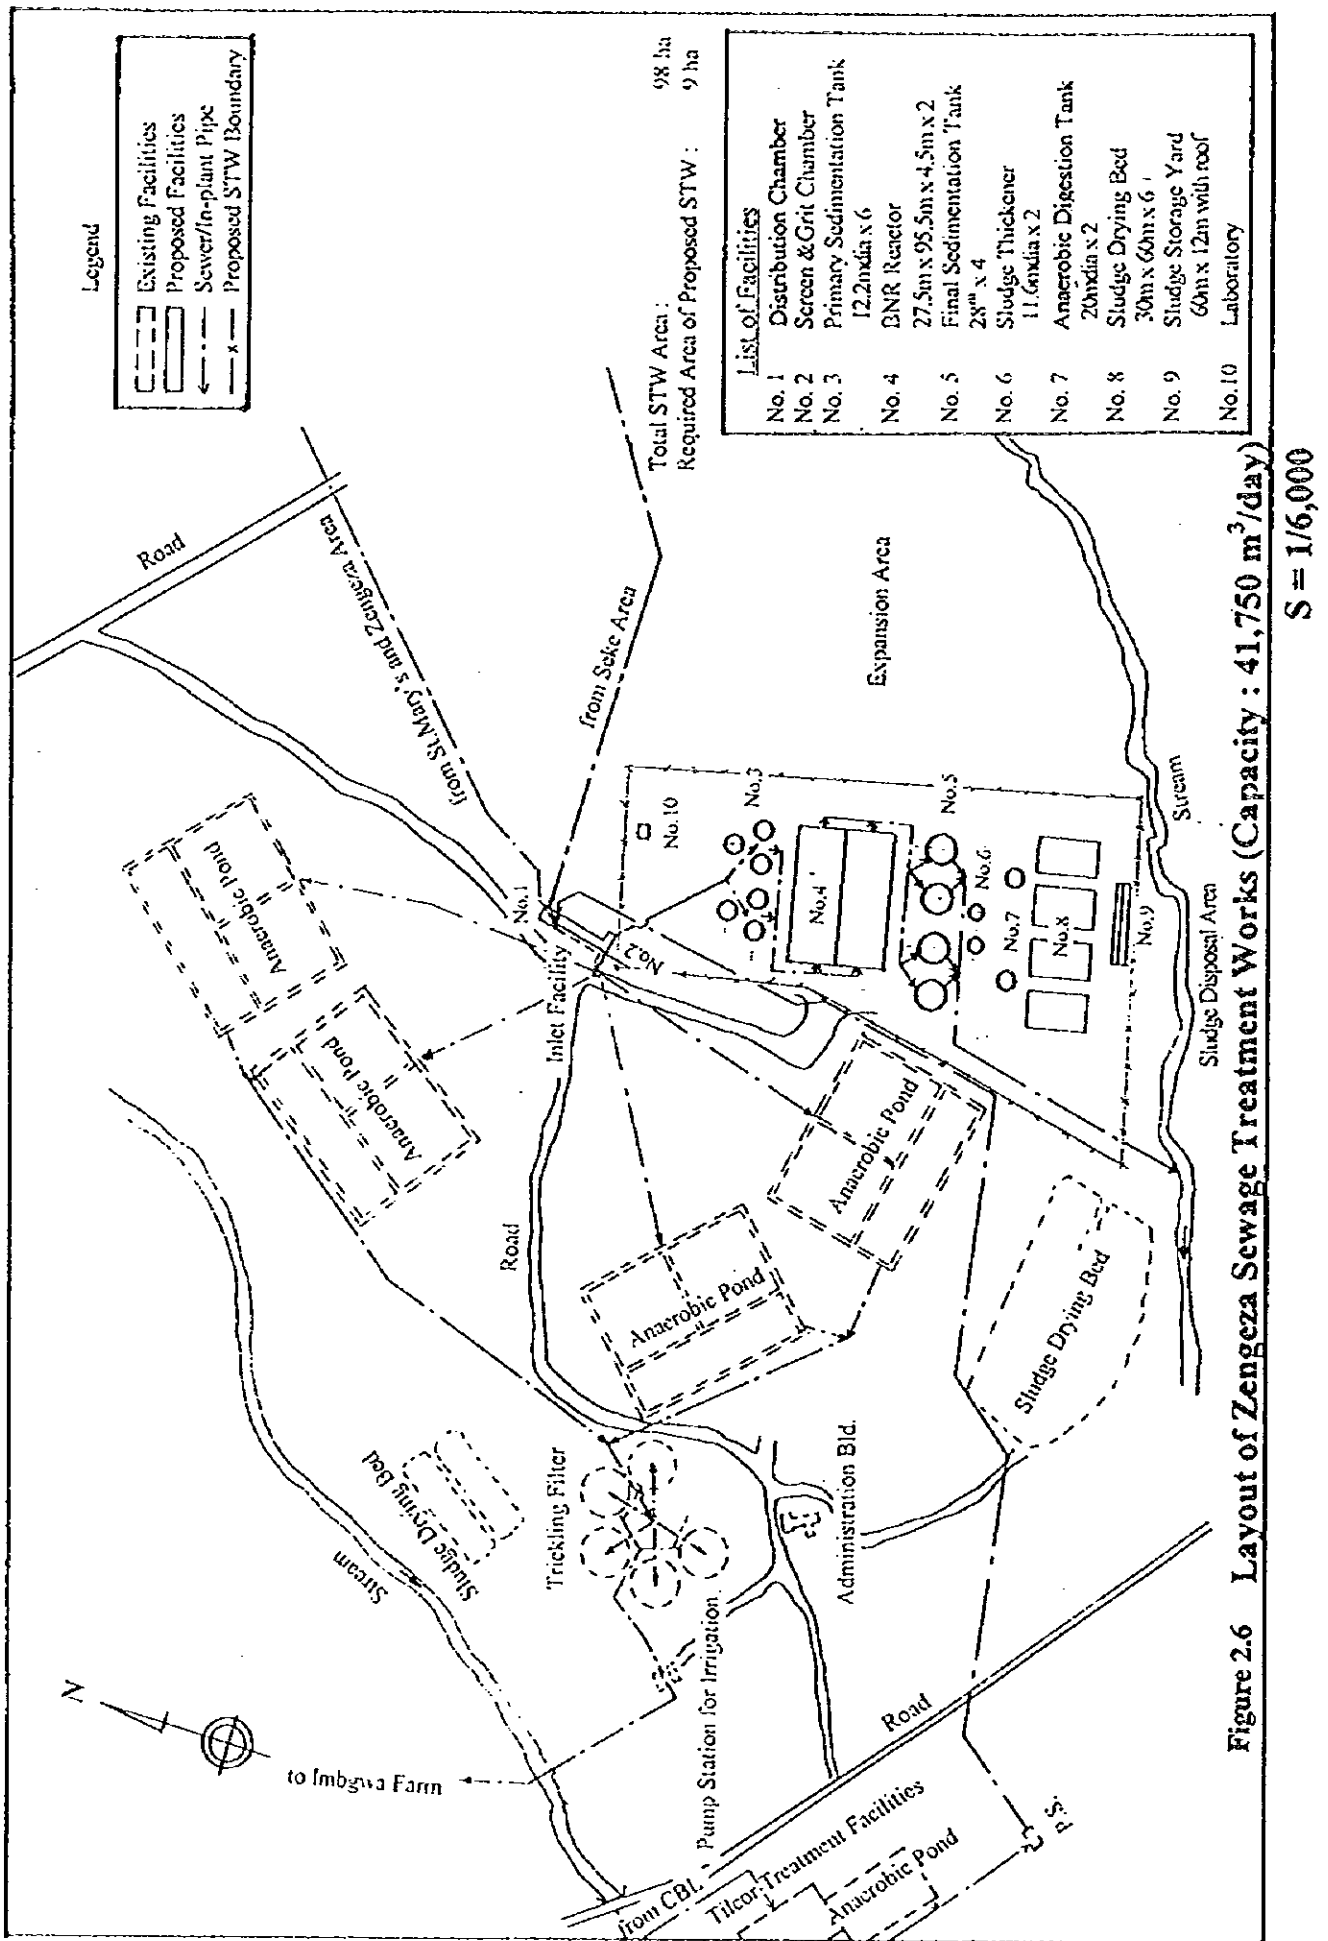 Legend
Existing Facilities
Proposed Facilities
Sewer/In-plant Pipe
Proposed STW Boundary
Total STW Area : 98 ha
Required Area of Proposed STW : 9 ha
List of Facilities
No. 1 Distribution Chamber
No. 2 Screen & Grit Chamber
No. 3 Primary Sedimentation Tank
12.2mdia x 6
No. 4 BNR Reactor
27.5m x 95.5m x 4.5m x 2
No. 5 Final Sedimentation Tank
28ᵐ x 4
No. 6 Sludge Thickener
11.6mdia x 2
No. 7 Anaerobic Digestion Tank
20mdia x 2
No. 8 Sludge Drying Bed
30m x 60m x 6
No. 9 Sludge Storage Yard
60m x 12m with roof
No.10 Laboratory
Road
from St.Mary's and Zengeza Area
from Seke Area
Expansion Area
Anaerobic Pond
Anaerobic Pond
No.1
Inlet Facility
No.2
No.10
No.3
No.4
No.5
No.6
No.7
No.8
No.9
Stream
Sludge Disposal Area
Road
Anaerobic Pond
Anaerobic Pond
Sludge Drying Bed
Stream
Sludge Drying Bed
Trickling Filter
Administration Bld.
Pump Station for Irrigation
N
to Imbgwa Farm
Road
from CBI.
Tilcor Treatment Facilities
Anaerobic Pond
P.S.
Figure 2.6 Layout of Zengeza Sewage Treatment Works (Capacity : 41,750 m³/day)
S = 1/6,000